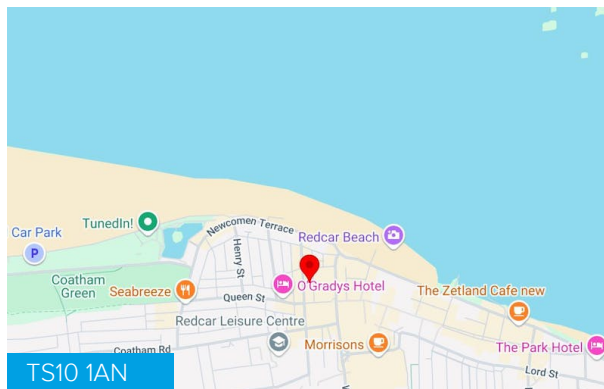 Newcomen Terrace
TunedIn!
Car Park
P
Redcar Beach
Henry St
Coatham
Green
Seabreeze
O'Gradys Hotel
Queen St
The Zetland Cafe new
Redcar Leisure Centre
Coatham Rd
Morrisons
The Park Hotel
Lord St
TS10 1AN